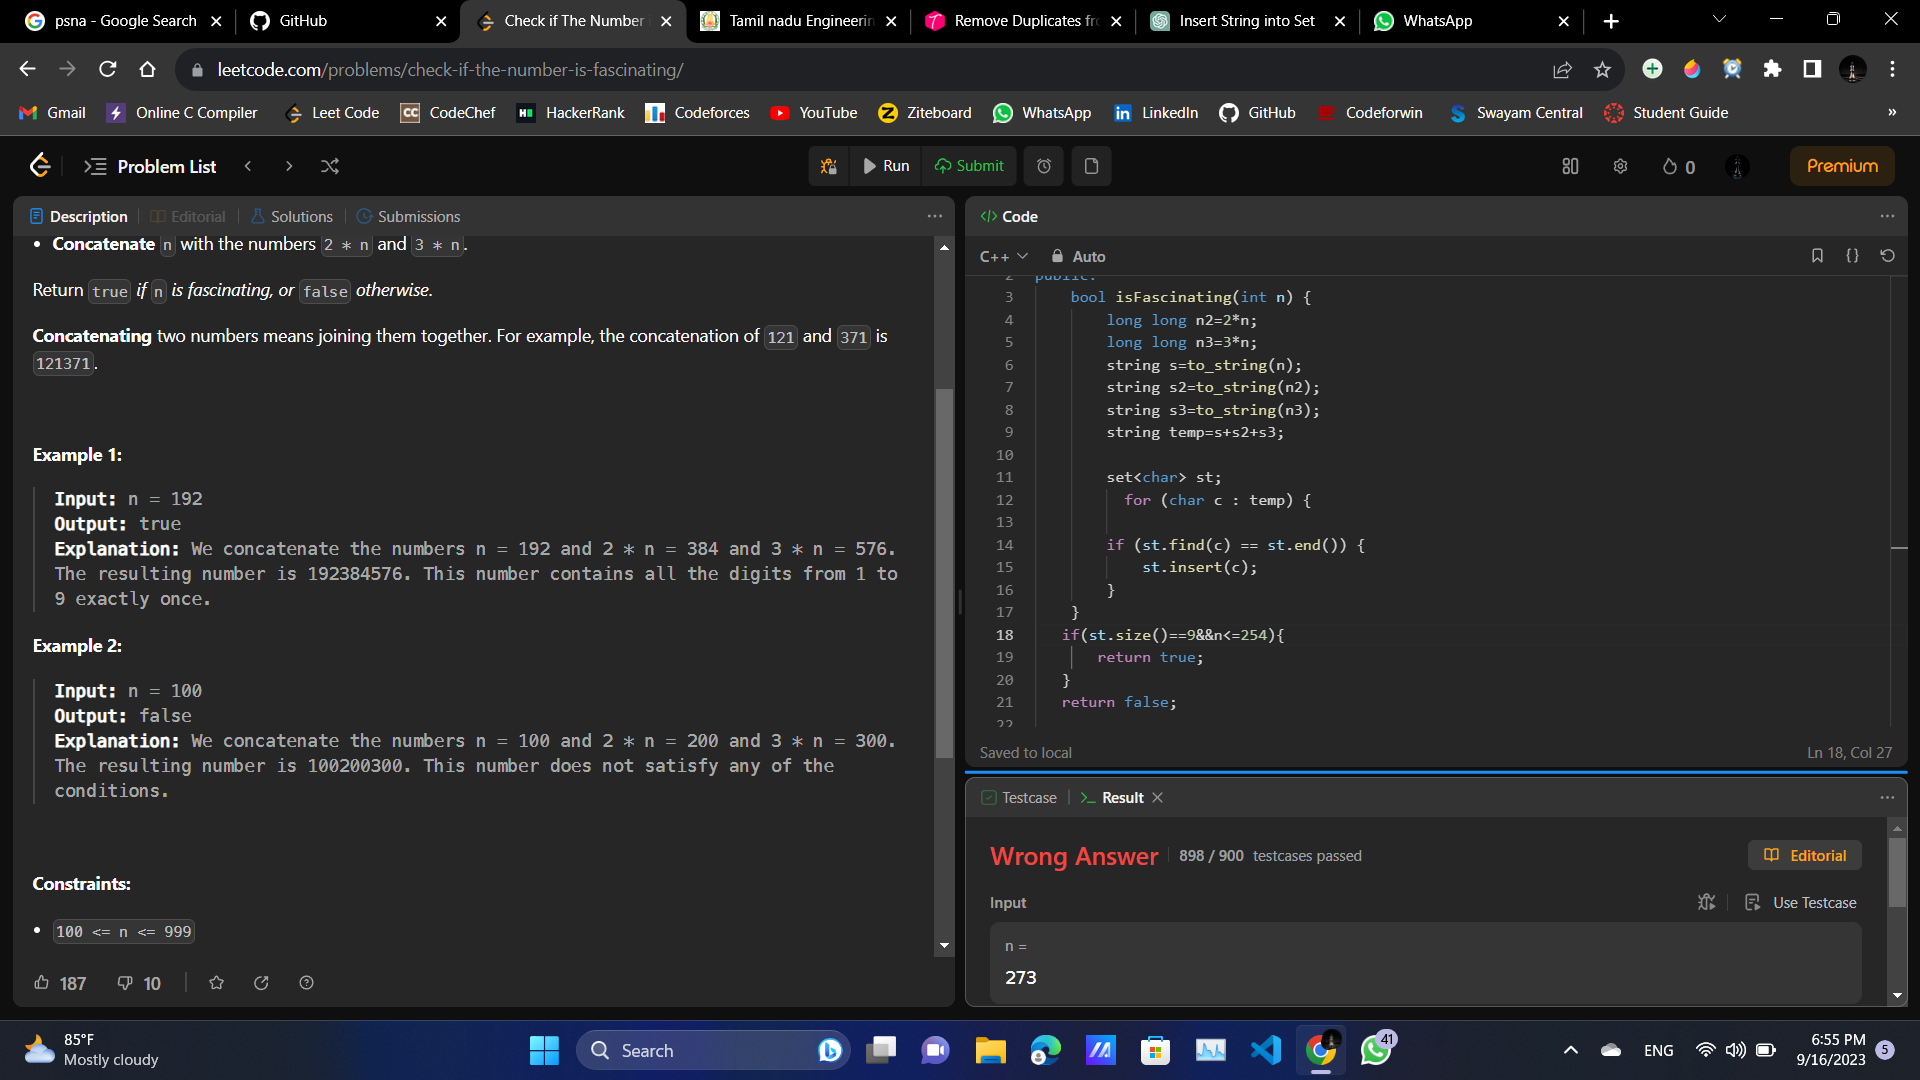 psna - Google Search
GitHub
Check if The Number
Tamil nadu Engineerin
Remove Duplicates fr
Insert String into Set
WhatsApp
leetcode.com/problems/check-if-the-number-is-fascinating/
Gmail
Online C Compiler
Leet Code
CodeChef
HackerRank
Codeforces
YouTube
Ziteboard
WhatsApp
LinkedIn
GitHub
Codeforwin
Swayam Central
Student Guide
»
Problem List
Run
Submit
0
Premium
Description
Editorial
Solutions
Submissions
• Concatenate n with the numbers 2 * n and 3 * n.
Return true if n is fascinating, or false otherwise.
Concatenating two numbers means joining them together. For example, the concatenation of 121 and 371 is
121371.
Example 1:
Input: n = 192
Output: true
Explanation: We concatenate the numbers n = 192 and 2 * n = 384 and 3 * n = 576.
The resulting number is 192384576. This number contains all the digits from 1 to
9 exactly once.
Example 2:
Input: n = 100
Output: false
Explanation: We concatenate the numbers n = 100 and 2 * n = 200 and 3 * n = 300.
The resulting number is 100200300. This number does not satisfy any of the
conditions.
Constraints:
• 100 <= n <= 999
187
10
</> Code
C++
Auto
2 public:
3 bool isFascinating(int n) {
4 long long n2=2*n;
5 long long n3=3*n;
6 string s=to_string(n);
7 string s2=to_string(n2);
8 string s3=to_string(n3);
9 string temp=s+s2+s3;
10
11 set<char> st;
12 for (char c : temp) {
13
14 if (st.find(c) == st.end()) {
15 st.insert(c);
16 }
17 }
18 if(st.size()==9&&n<=254){
19 return true;
20 }
21 return false;
22
Saved to local
Ln 18, Col 27
Testcase
Result
Wrong Answer
898 / 900 testcases passed
Editorial
Input
Use Testcase
n =
273
85°F
Mostly cloudy
Search
41
ENG
6:55 PM
9/16/2023
5